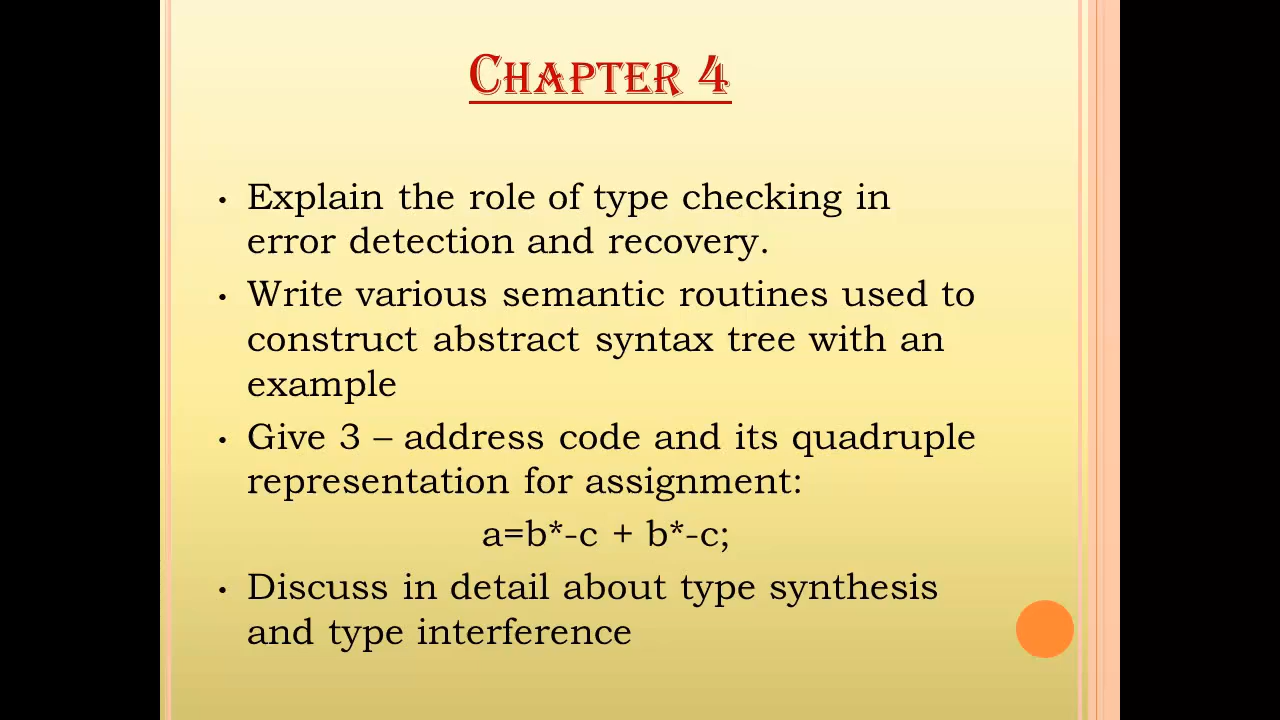 CHAPTER 4
• Explain the role of type checking in
error detection and recovery.
• Write various semantic routines used to
construct abstract syntax tree with an
example
• Give 3 – address code and its quadruple
representation for assignment:
a=b*-c + b*-c;
• Discuss in detail about type synthesis
and type interference